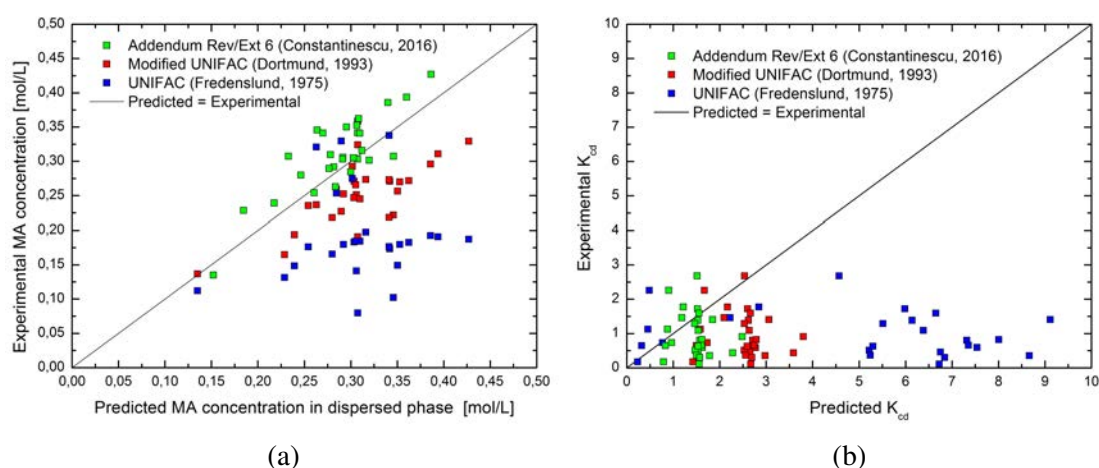 0,50
0,45
0,40
0,35
0,30
0,25
0,20
0,15
0,10
0,05
0,00
Experimental MA concentration [mol/L]
Addendum Rev/Ext 6 (Constantinescu, 2016)
Modified UNIFAC (Dortmund, 1993)
UNIFAC (Fredenslund, 1975)
Predicted = Experimental
0,00 0,05 0,10 0,15 0,20 0,25 0,30 0,35 0,40 0,45 0,50
Predicted MA concentration in dispersed phase [mol/L]
(a)
10
9
8
7
6
5
4
3
2
1
0
Experimental K_cd
Addendum Rev/Ext 6 (Constantinescu, 2016)
Modified UNIFAC (Dortmund, 1993)
UNIFAC (Fredenslund, 1975)
Predicted = Experimental
0 1 2 3 4 5 6 7 8 9 10
Predicted K_cd
(b)